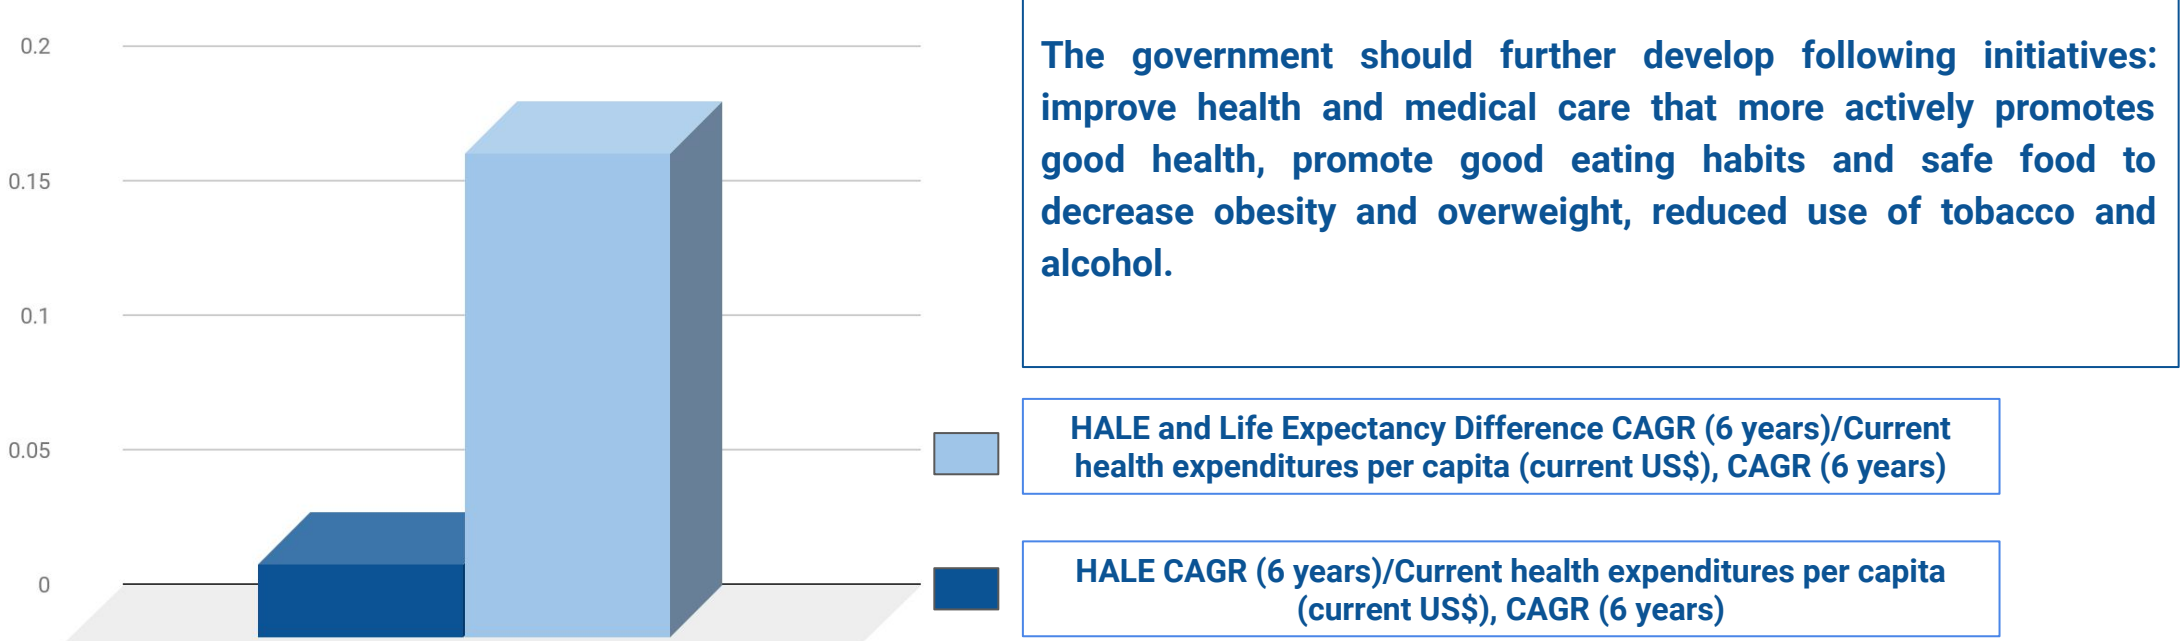 0.2
0.15
0.1
0.05
0
The government should further develop following initiatives:
improve health and medical care that more actively promotes
good health, promote good eating habits and safe food to
decrease obesity and overweight, reduced use of tobacco and
alcohol.
HALE and Life Expectancy Difference CAGR (6 years)/Current
health expenditures per capita (current US$), CAGR (6 years)
HALE CAGR (6 years)/Current health expenditures per capita
(current US$), CAGR (6 years)